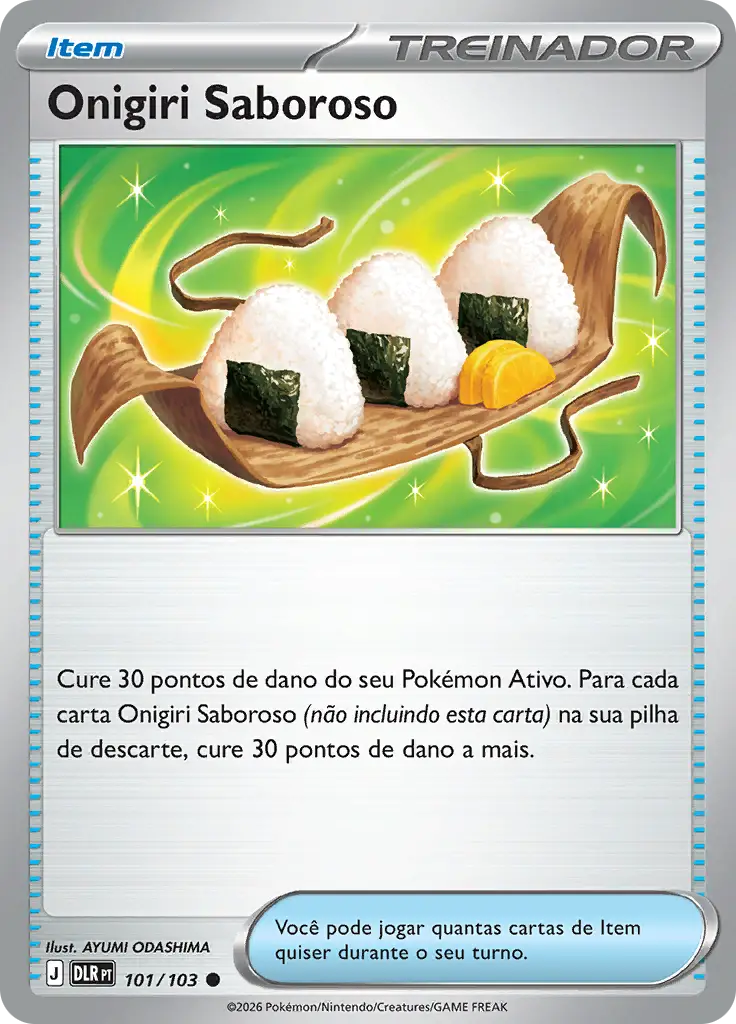 Item
TREINADOR
Onigiri Saboroso
Cure 30 pontos de dano do seu Pokémon Ativo. Para cada
carta Onigiri Saboroso (não incluindo esta carta) na sua pilha
de descarte, cure 30 pontos de dano a mais.
Você pode jogar quantas cartas de Item
quiser durante o seu turno.
Ilust. AYUMI ODASHIMA
J DLR PT 101/103
©2026 Pokémon/Nintendo/Creatures/GAME FREAK